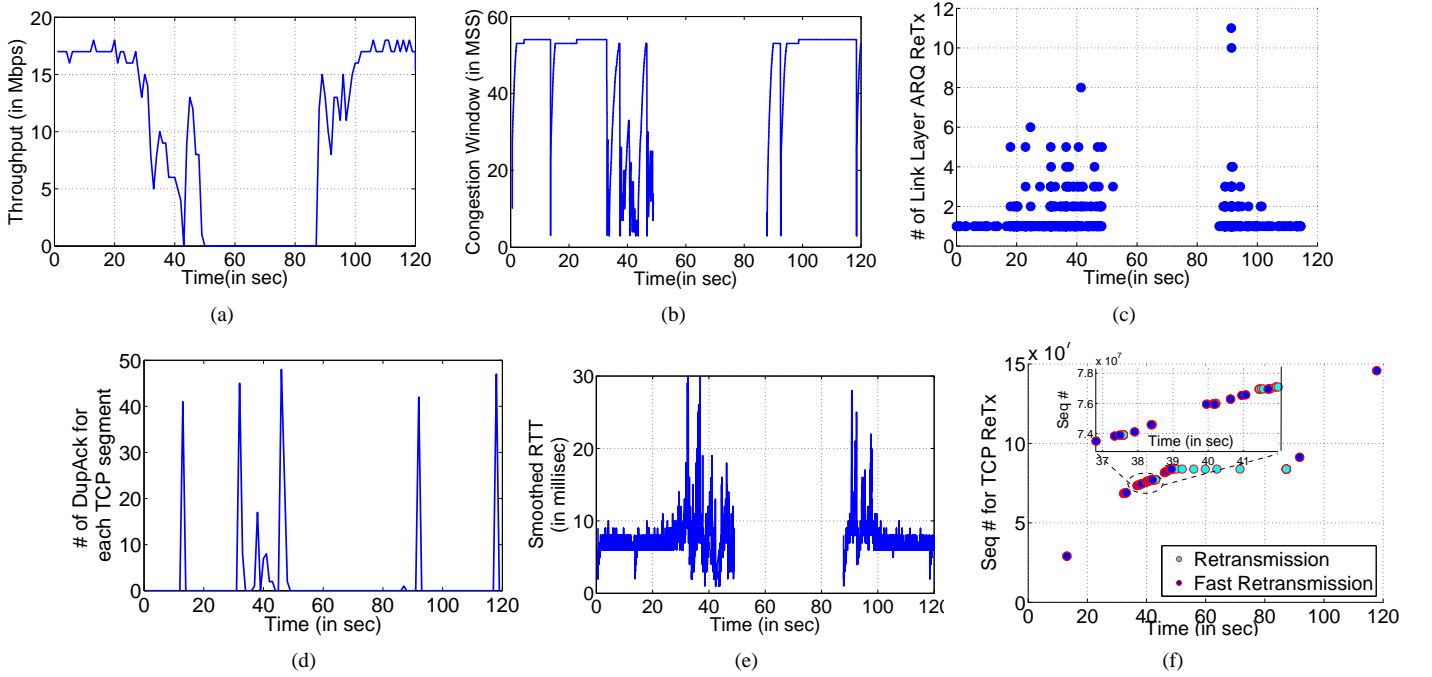 20
15
10
5
0
0 20 40 60 80 100 120
Throughput (in Mbps)
Time(in sec)
(a)
60
40
20
0
0 20 40 60 80 100 120
Congestion Window (in MSS)
Time(in sec)
(b)
12
10
8
6
4
2
0
0 20 40 60 80 100 120
# of Link Layer ARQ ReTx
Time(in sec)
(c)
50
40
30
20
10
0
0 20 40 60 80 100 120
# of DupAck for
each TCP segment
Time (in sec)
(d)
30
20
10
0
0 20 40 60 80 100 120
Smoothed RTT
(in millisec)
Time (in sec)
(e)
15 x 10^7
10
5
0
0 20 40 60 80 100 120
Seq # for TCP ReTx
Time (in sec)
x 10^7
7.8
7.6
7.4
Seq #
Time (in sec)
37 38 39 40 41
Retransmission
Fast Retransmission
(f)